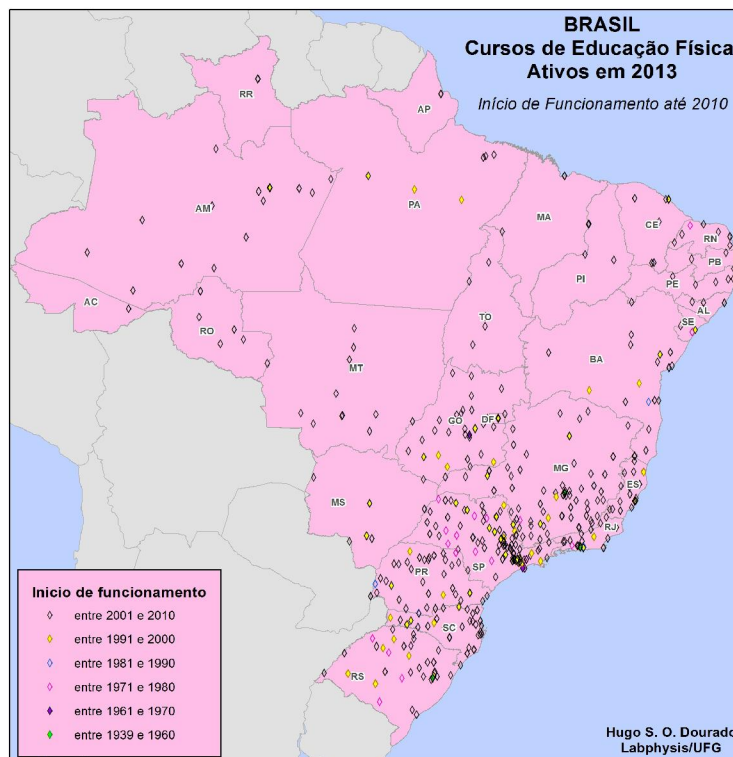 BRASIL
Cursos de Educação Física
Ativos em 2013
Início de Funcionamento até 2010
RR
AP
AM
PA
MA
CE
RN
PB
PI
PE
AC
AL
TO
SE
RO
BA
MT
GO
DF
MG
ES
MS
RJ
SP
PR
SC
RS
Inicio de funcionamento
entre 2001 e 2010
entre 1991 e 2000
entre 1981 e 1990
entre 1971 e 1980
entre 1961 e 1970
entre 1939 e 1960
Hugo S. O. Dourado
Labphysis/UFG